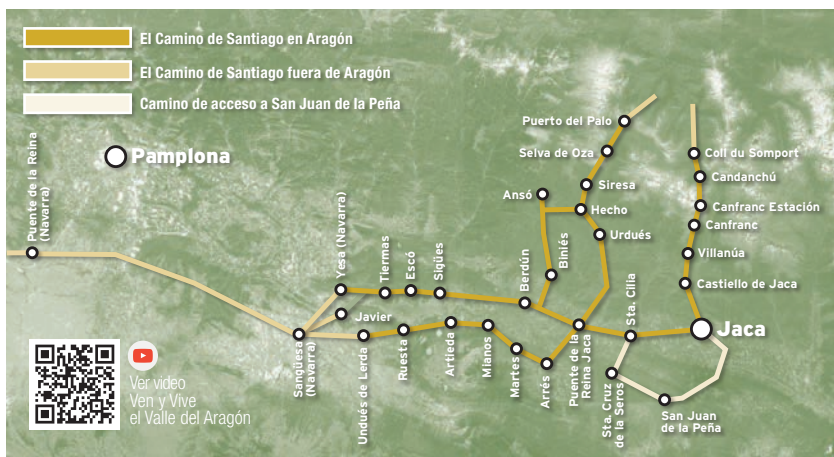 El Camino de Santiago en Aragón
El Camino de Santiago fuera de Aragón
Camino de acceso a San Juan de la Peña
Puente de la Reina
(Navarra)
Pamplona
Puerto del Palo
Selva de Oza
Siresa
Ansó
Hecho
Urdués
Biniés
Coll du Somport
Candanchú
Canfranc Estación
Canfranc
Villanúa
Castiello de Jaca
Jaca
Yesa (Navarra)
Tiermas
Escó
Sigües
Berdún
Sta. Cilia
Javier
Sangüesa
(Navarra)
Undués de Lerda
Ruesta
Artieda
Mianos
Martes
Arrés
Puente de la
Reina Jaca
Sta. Cruz
de la Seros
San Juan
de la Peña
Ver video
Ven y Vive
el Valle del Aragón